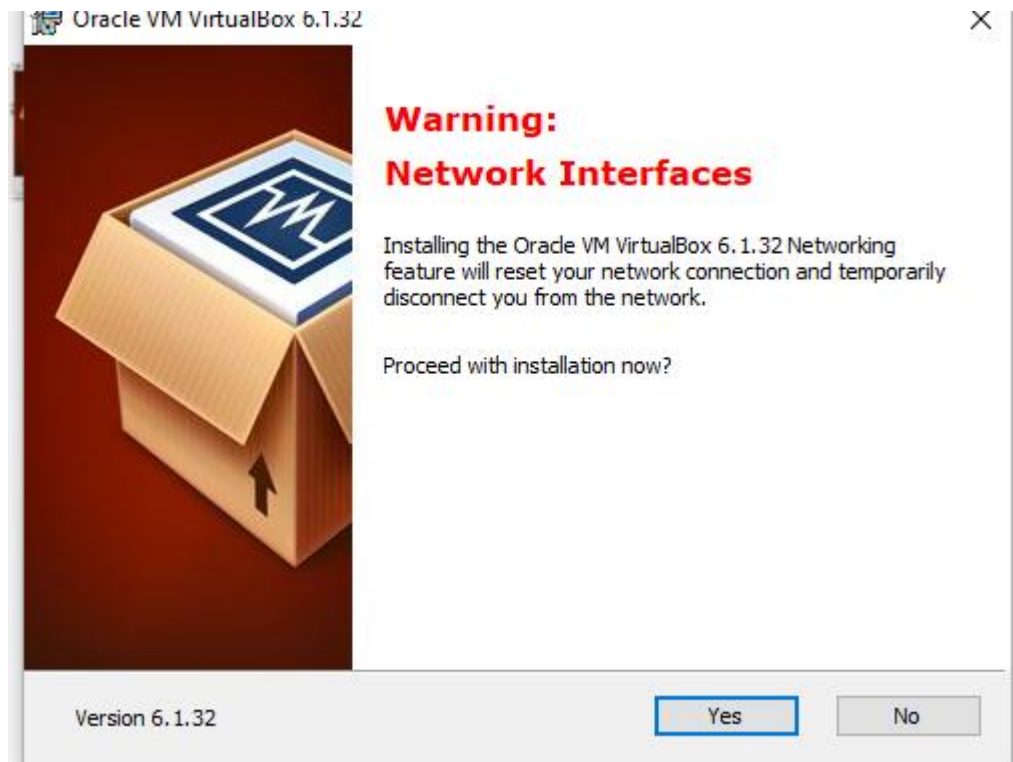 Oracle VM VirtualBox 6.1.32
Warning:
Network Interfaces
Installing the Oracle VM VirtualBox 6.1.32 Networking
feature will reset your network connection and temporarily
disconnect you from the network.
Proceed with installation now?
Version 6.1.32
Yes
No